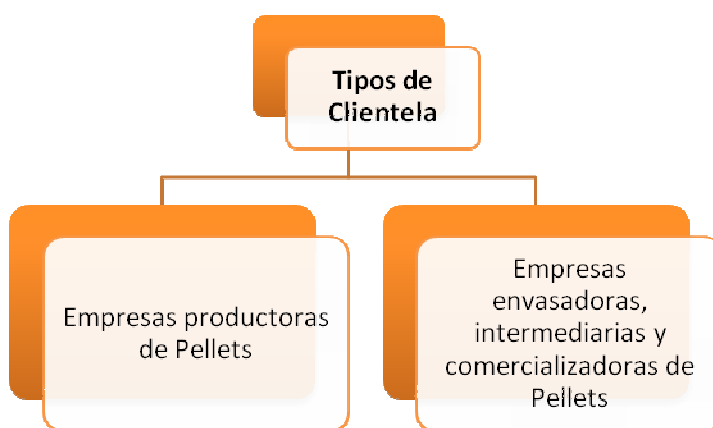 Tipos de
Clientela
Empresas productoras
de Pellets
Empresas
envasadoras,
intermediarias y
comercializadoras de
Pellets